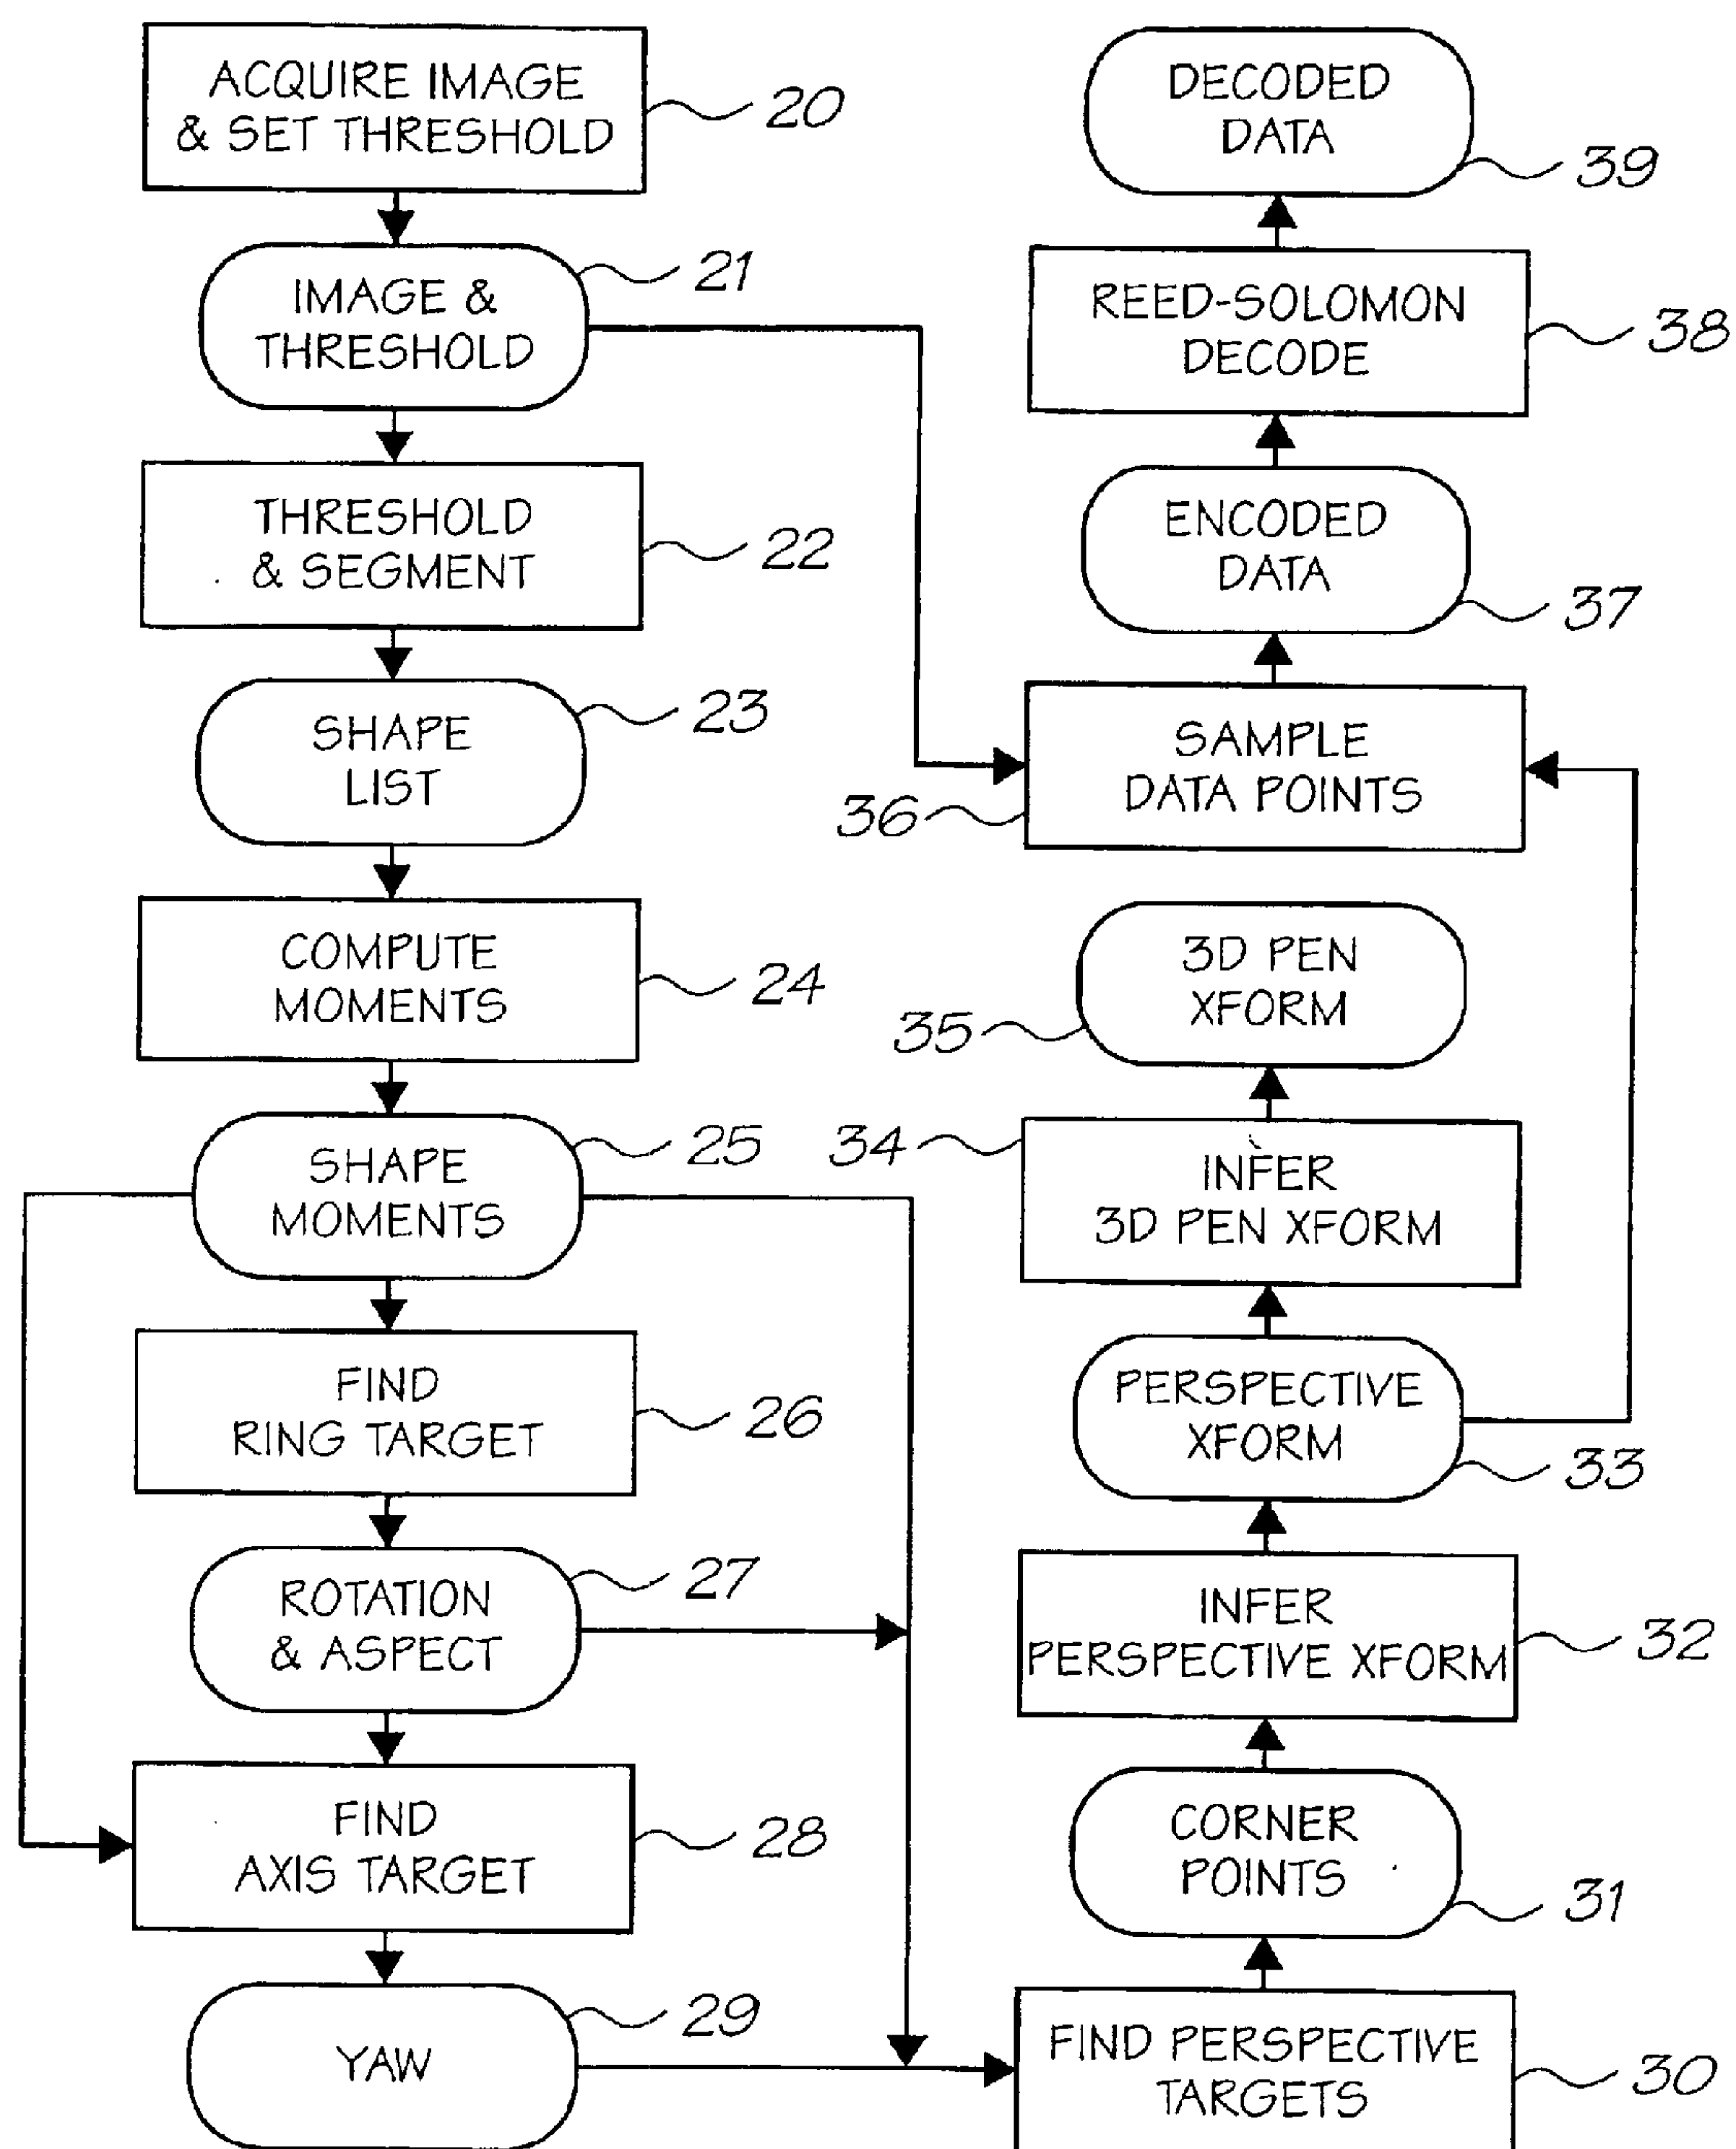 ACQUIRE IMAGE
& SET THRESHOLD
20
IMAGE &
THRESHOLD
21
THRESHOLD
& SEGMENT
22
SHAPE
LIST
23
COMPUTE
MOMENTS
24
SHAPE
MOMENTS
25
FIND
RING TARGET
26
ROTATION
& ASPECT
27
FIND
AXIS TARGET
28
YAW
29
FIND PERSPECTIVE
TARGETS
30
CORNER
POINTS
31
INFER
PERSPECTIVE XFORM
32
PERSPECTIVE
XFORM
33
INFER
3D PEN XFORM
34
3D PEN
XFORM
35
SAMPLE
DATA POINTS
36
ENCODED
DATA
37
REED-SOLOMON
DECODE
38
DECODED
DATA
39